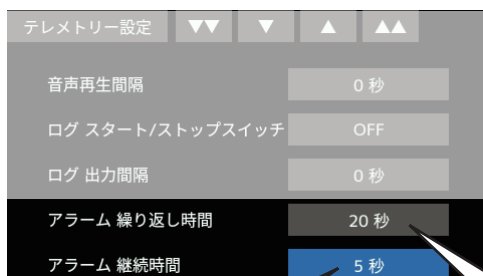 テレメトリー設定 ▼▼ ▼ ▲ ▲▲
音声再生間隔 0 秒
ログ スタート/ストップスイッチ OFF
ログ 出力間隔 0 秒
アラーム 繰り返し時間 20 秒
アラーム 継続時間 5 秒